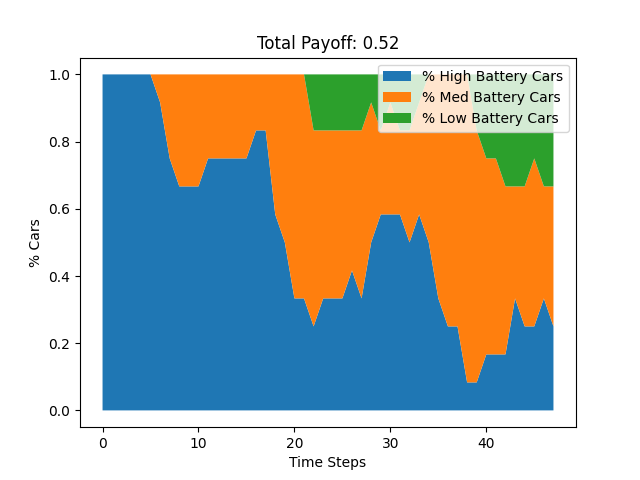 Total Payoff: 0.52
% High Battery Cars
% Med Battery Cars
% Low Battery Cars
1.0
0.8
0.6
0.4
0.2
0.0
% Cars
0 10 20 30 40
Time Steps